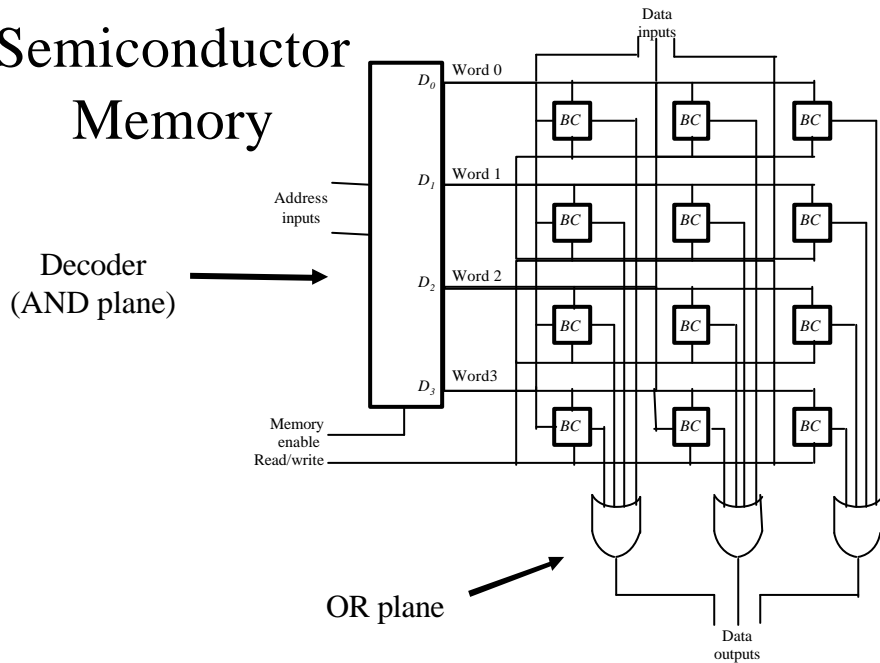 Semiconductor
Memory
Data
inputs
D0
Word 0
BC
BC
BC
Address
inputs
D1
Word 1
BC
BC
BC
Decoder
(AND plane)
D2
Word 2
BC
BC
BC
D3
Word3
BC
BC
BC
Memory
enable
Read/write
OR plane
Data
outputs